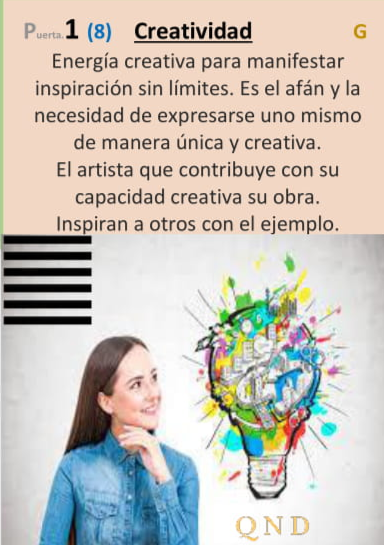 Puerta.1 (8) Creatividad G
Energía creativa para manifestar
inspiración sin límites. Es el afán y la
necesidad de expresarse uno mismo
de manera única y creativa.
El artista que contribuye con su
capacidad creativa su obra.
Inspiran a otros con el ejemplo.
QND